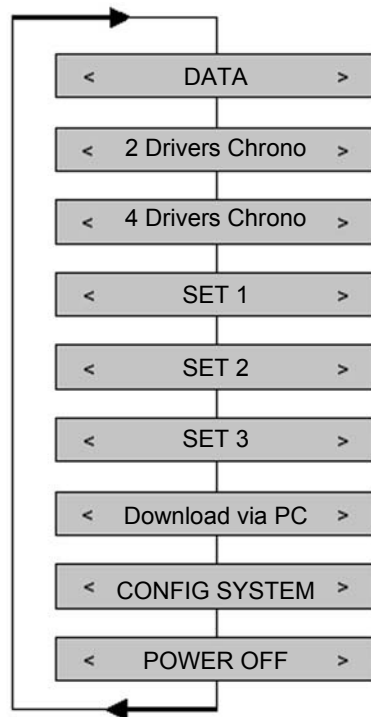 < DATA >
< 2 Drivers Chrono >
< 4 Drivers Chrono >
< SET 1 >
< SET 2 >
< SET 3 >
< Download via PC >
< CONFIG SYSTEM >
< POWER OFF >